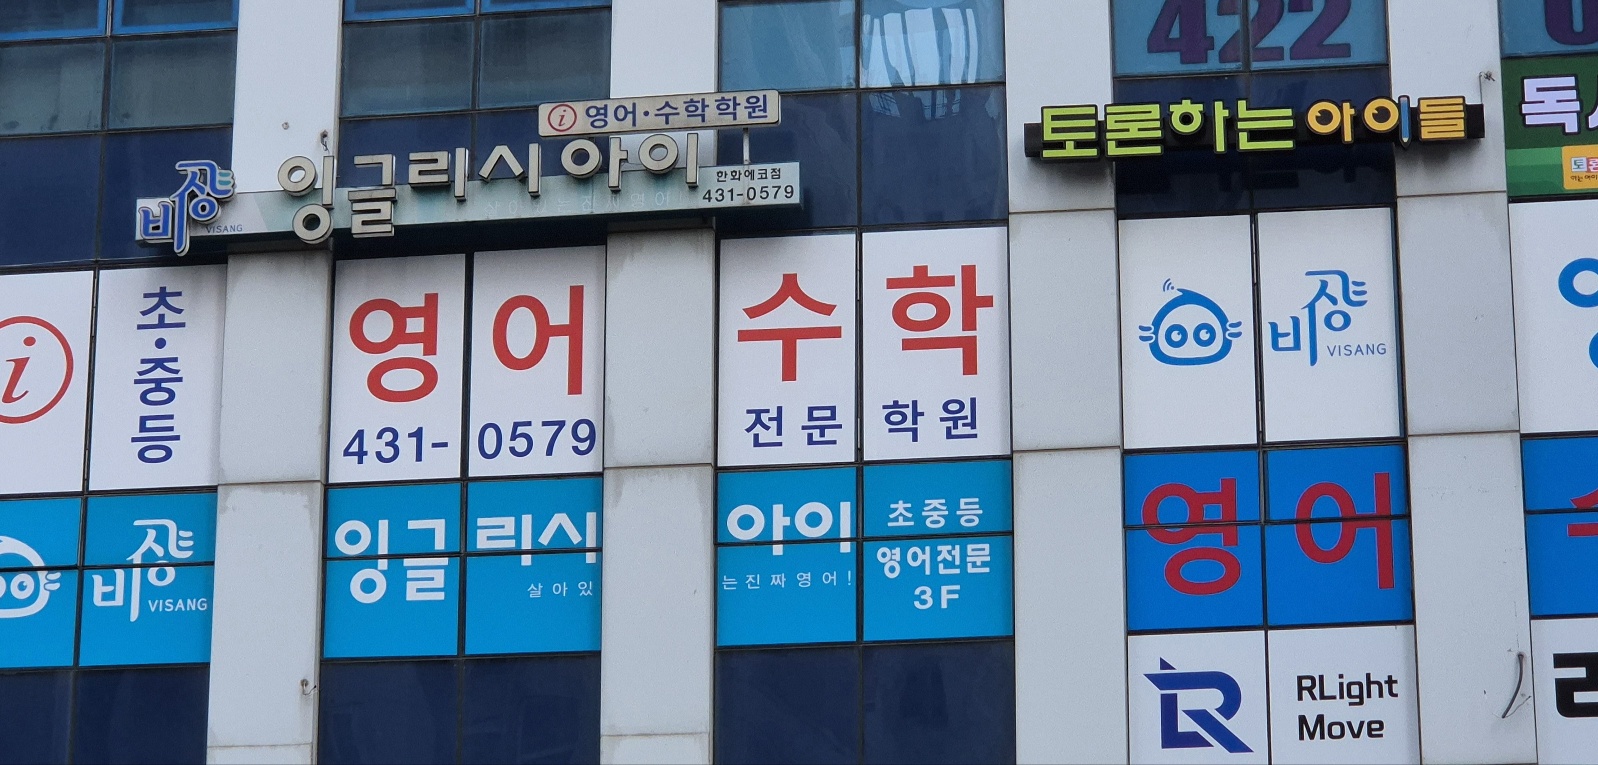 422
i 영어·수학학원
토론하는아이들
독
토론
비상 잉글리시아이
한화에코점
VISANG
431-0579
i
초·중등
영어 수학
431-0579
전문 학원
비상 VISANG
비상 VISANG
잉글리시 아이
살아있는진짜영어!
초중등
영어전문
3F
영어
RLight
Move